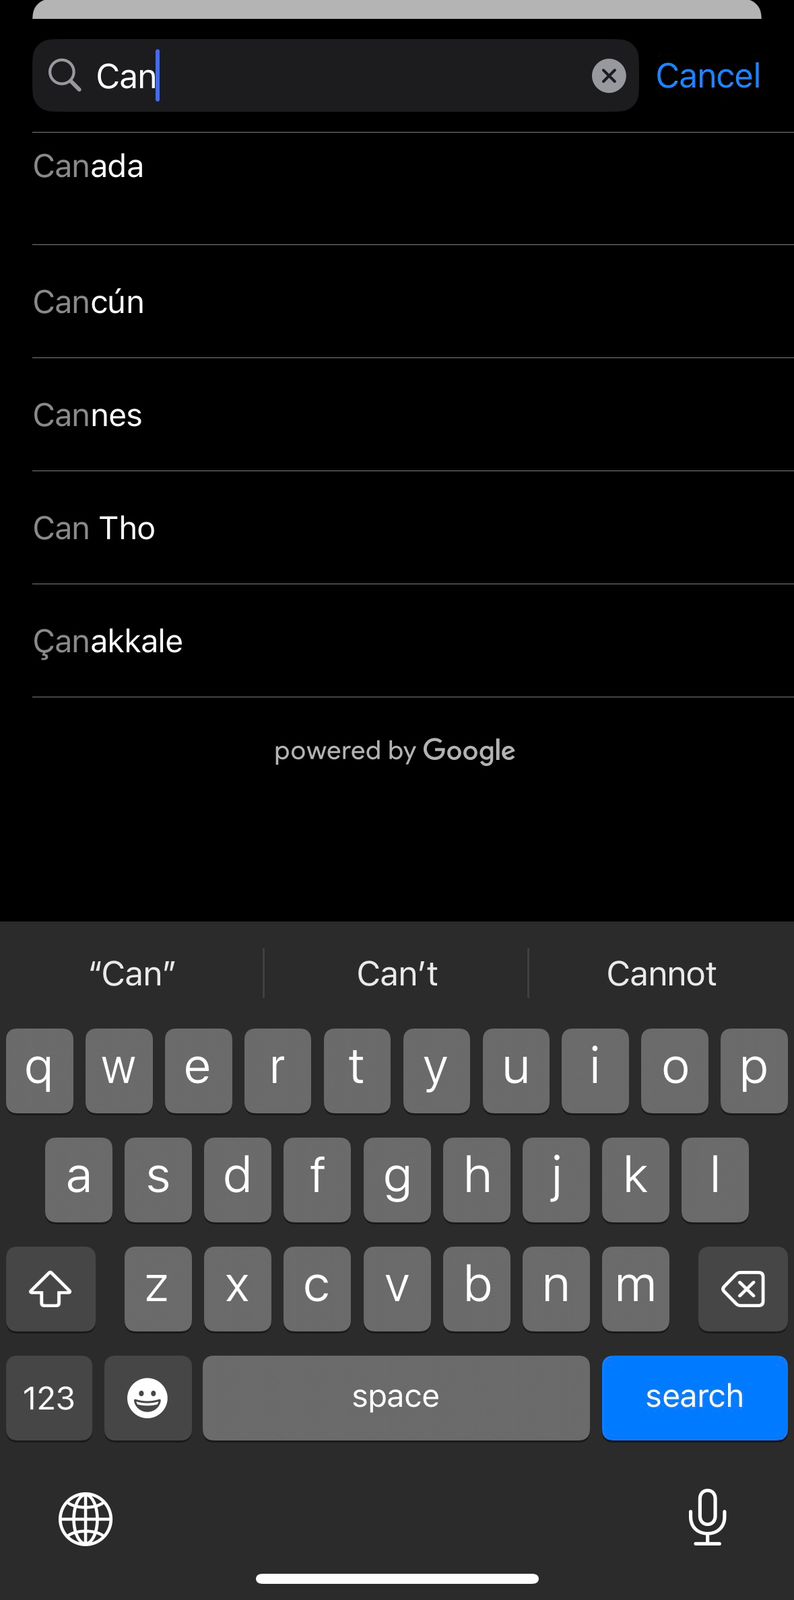 Can Cancel
Canada
Cancún
Cannes
Can Tho
Çanakkale
powered by Google
“Can” Can’t Cannot
q w e r t y u i o p
a s d f g h j k l
z x c v b n m
123 space search